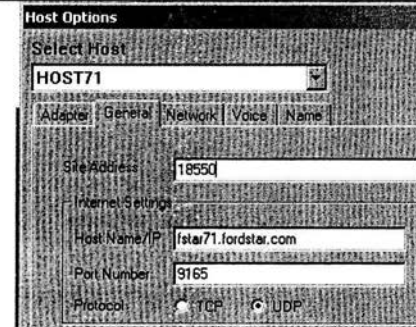 Host Options
Select Host
HOST71
Adapter General Network Voice Name
Site Address 18550
Internet Settings
Host Name/IP fstar71.fordstar.com
Port Number 9165
Protocol TCP UDP